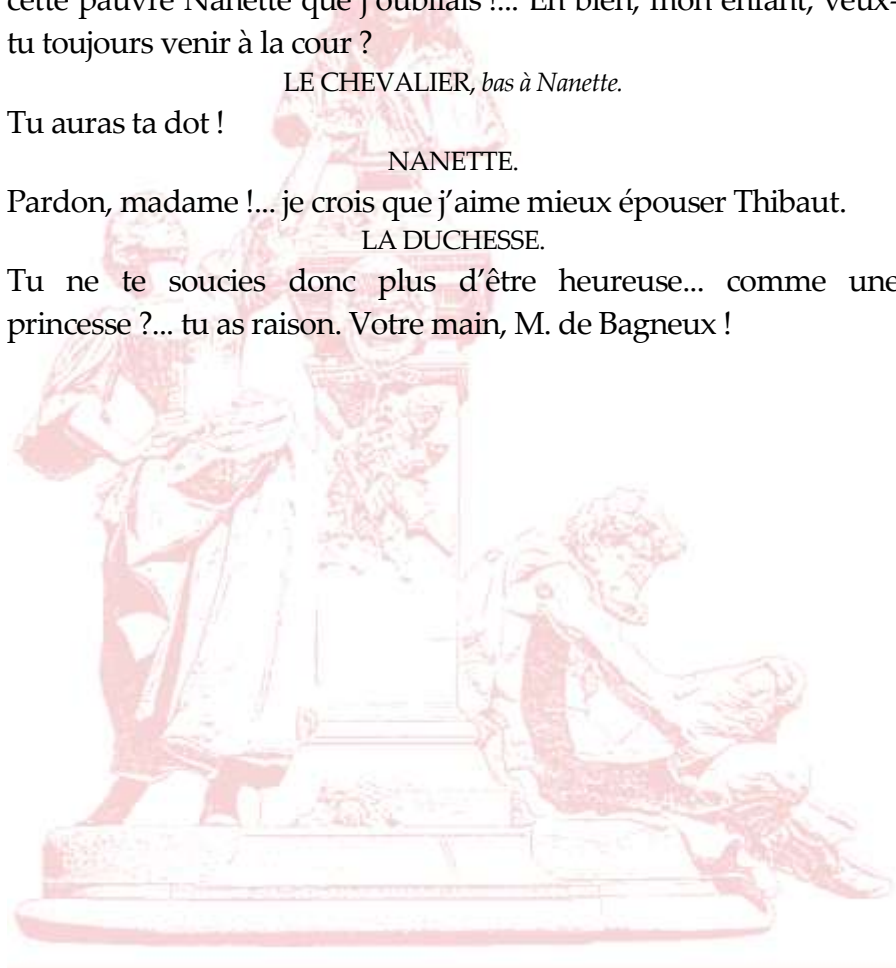 cette pauvre Nanette que j'oubliais !... Eh bien, mon enfant, veux-
tu toujours venir à la cour ?
LE CHEVALIER, bas à Nanette.
Tu auras ta dot !
NANETTE.
Pardon, madame !... je crois que j'aime mieux épouser Thibaut.
LA DUCHESSE.
Tu ne te soucies donc plus d'être heureuse... comme une
princesse ?... tu as raison. Votre main, M. de Bagneux !